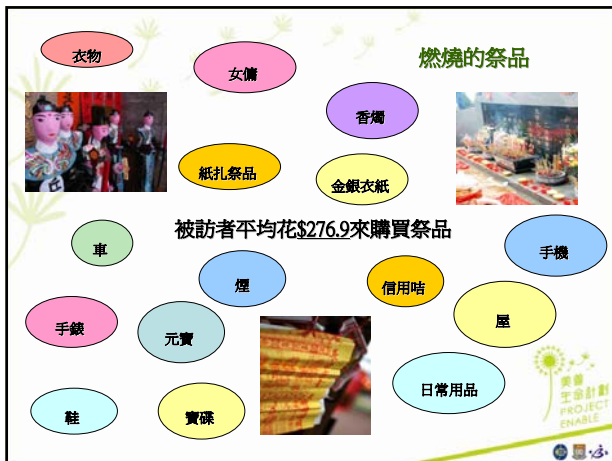 衣物
女傭
燃燒的祭品
香燭
紙扎祭品
金銀衣紙
被訪者平均花$276.9來購買祭品
車
手機
煙
信用咭
屋
手錶
元寶
日常用品
鞋
寶碟
美善
生命計劃
PROJECT
ENABLE